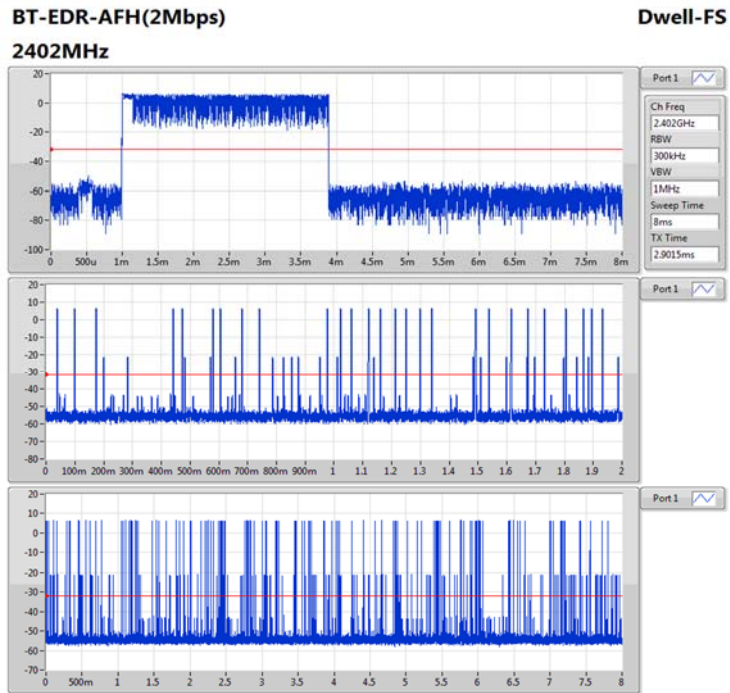 BT-EDR-AFH(2Mbps) Dwell-FS
2402MHz
Port 1
20
0
-20
-40
-60
-80
-100
0 500u 1m 1.5m 2m 2.5m 3m 3.5m 4m 4.5m 5m 5.5m 6m 6.5m 7m 7.5m 8m
Ch Freq
2.402GHz
RBW
300kHz
VBW
1MHz
Sweep Time
8ms
TX Time
2.9015ms
Port 1
20
10
0
-10
-20
-30
-40
-50
-60
-70
-80
0 100m 200m 300m 400m 500m 600m 700m 800m 900m 1 1.1 1.2 1.3 1.4 1.5 1.6 1.7 1.8 1.9 2
Port 1
20
10
0
-10
-20
-30
-40
-50
-60
-70
0 500m 1 1.5 2 2.5 3 3.5 4 4.5 5 5.5 6 6.5 7 7.5 8